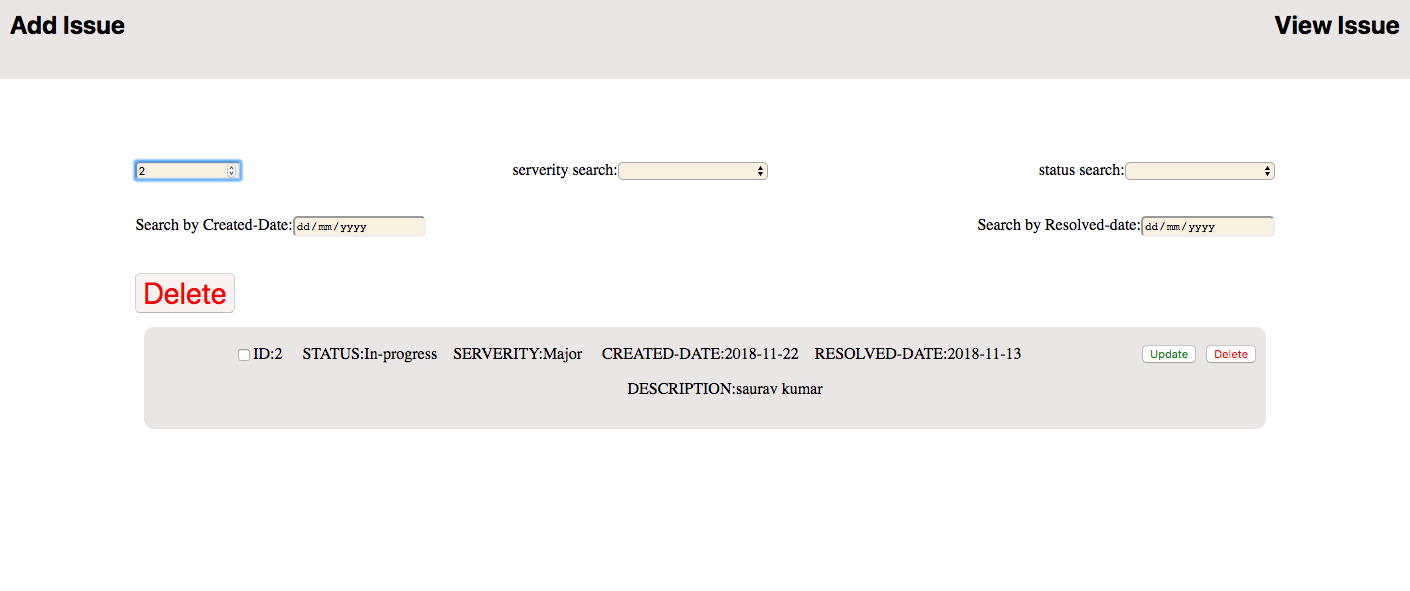 Add Issue View Issue
2 serverity search: status search:
Search by Created-Date: dd/mm/yyyy Search by Resolved-date: dd/mm/yyyy
Delete
ID:2 STATUS:In-progress SERVERITY:Major CREATED-DATE:2018-11-22 RESOLVED-DATE:2018-11-13 Update Delete
DESCRIPTION:saurav kumar